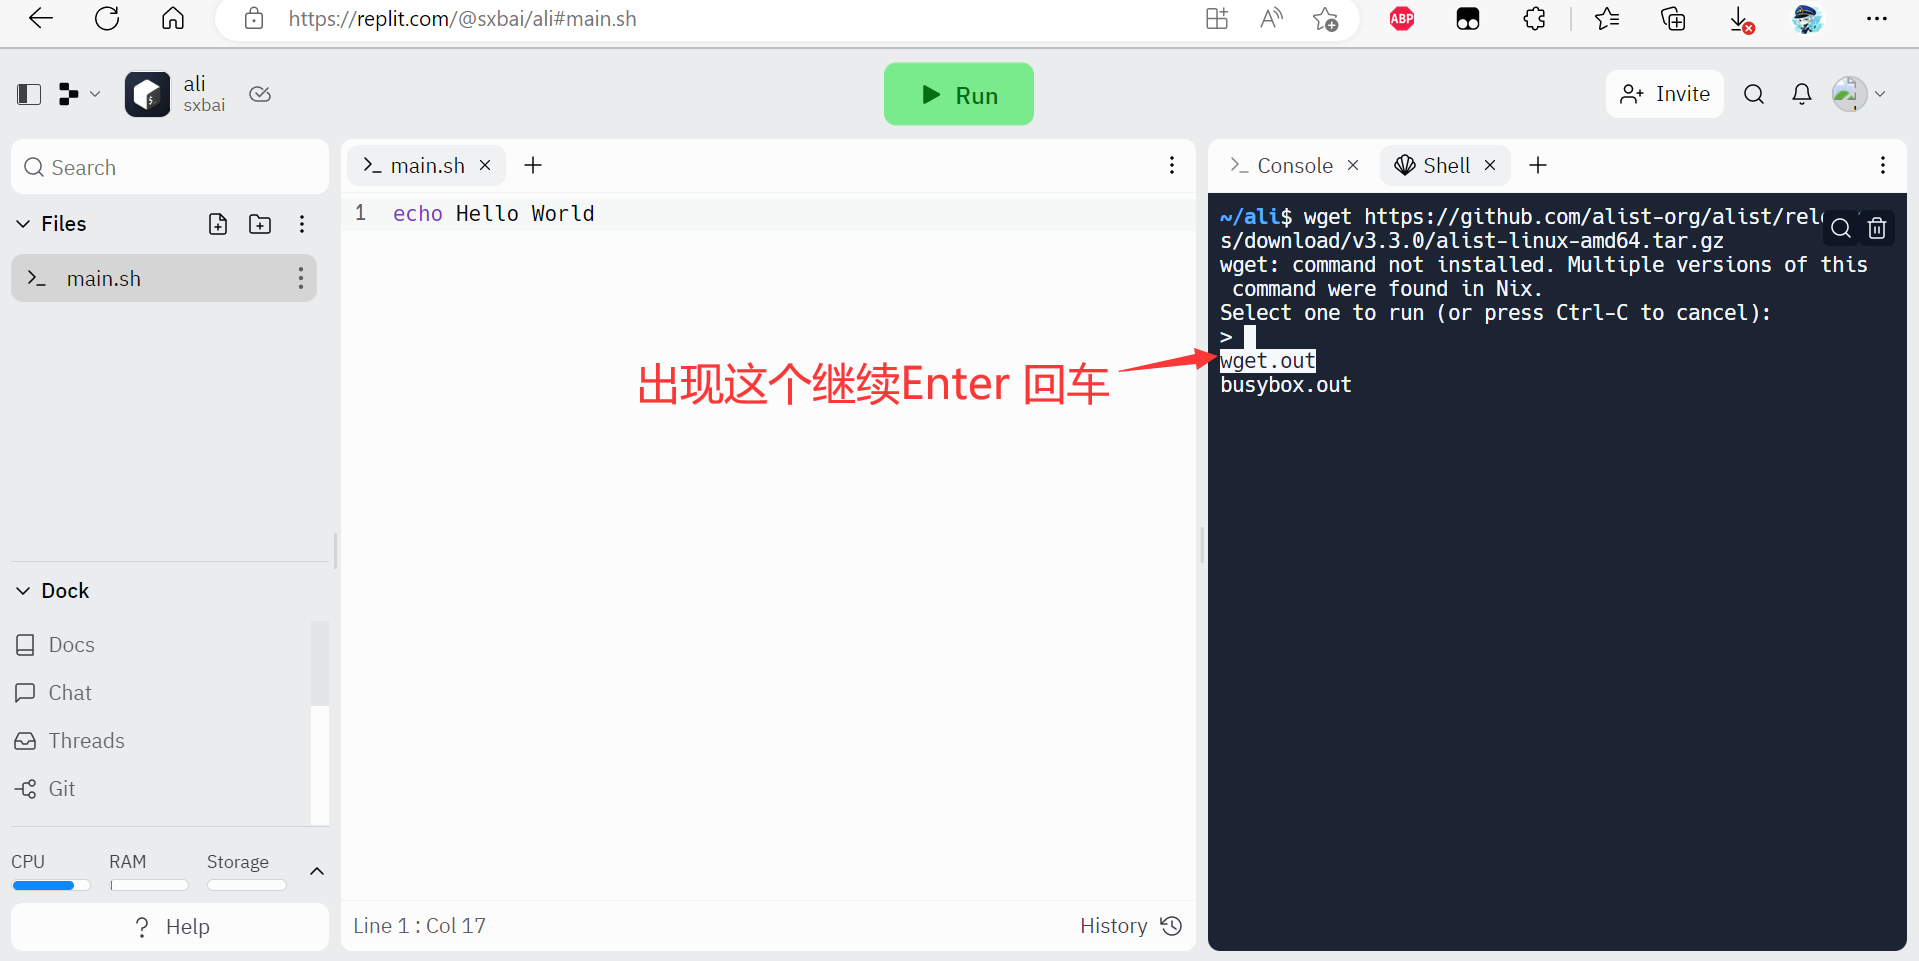 https://replit.com/@sxbai/ali#main.sh
ABP
ali
sxbai
Run
Invite
Search
Files
main.sh
Dock
Docs
Chat
Threads
Git
CPU RAM Storage
? Help
>_ main.sh × +
1 echo Hello World
出现这个继续Enter 回车
Line 1 : Col 17
History
>_ Console × Shell × +
~/ali$ wget https://github.com/alist-org/alist/rele
s/download/v3.3.0/alist-linux-amd64.tar.gz
wget: command not installed. Multiple versions of this
command were found in Nix.
Select one to run (or press Ctrl-C to cancel):
>
wget.out
busybox.out